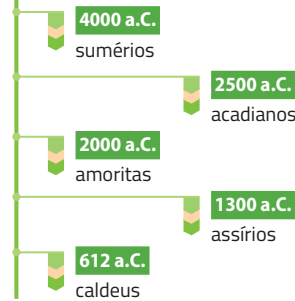 4000 a.C.
sumérios
2500 a.C.
acadianos
2000 a.C.
amoritas
1300 a.C.
assírios
612 a.C.
caldeus